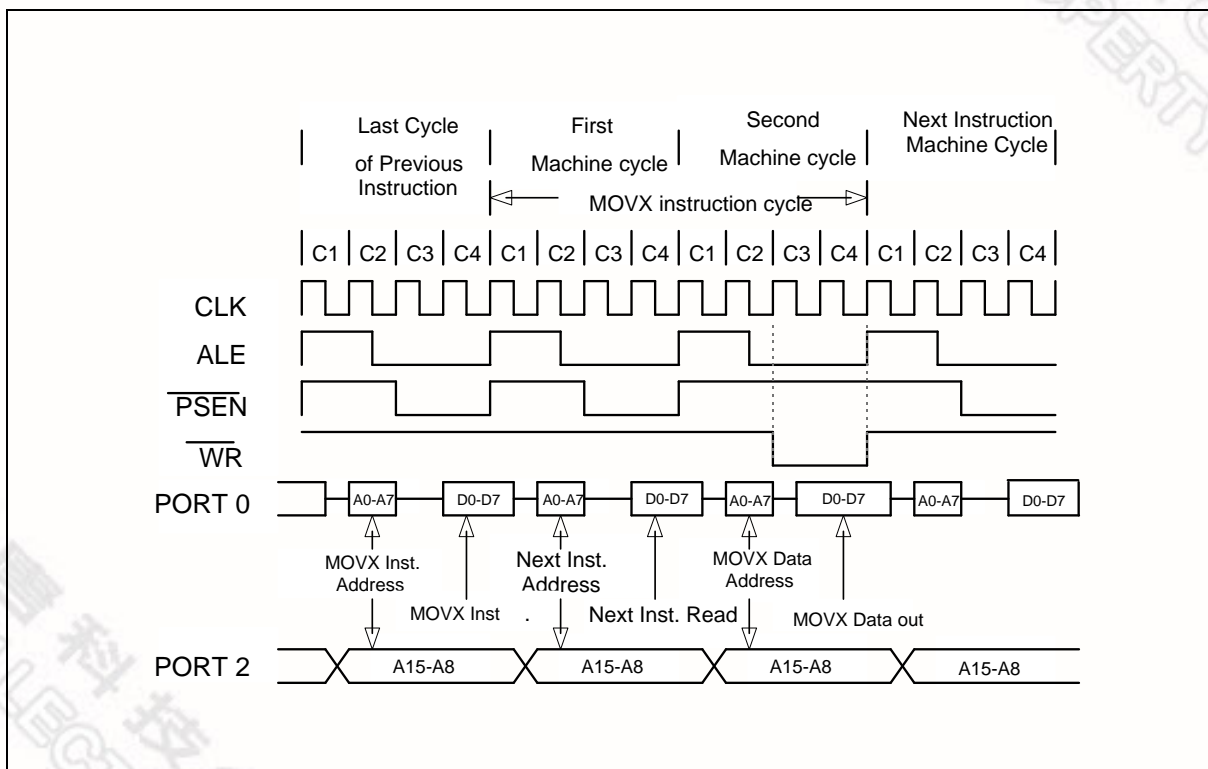 Last Cycle
of Previous
Instruction
First
Machine cycle
Second
Machine cycle
Next Instruction
Machine Cycle
MOVX instruction cycle
C1 C2 C3 C4 C1 C2 C3 C4 C1 C2 C3 C4 C1 C2 C3 C4
CLK
ALE
PSEN
WR
PORT 0
A0-A7 D0-D7 A0-A7 D0-D7 A0-A7 D0-D7 A0-A7 D0-D7
MOVX Inst.
Address
MOVX Inst .
Next Inst.
Address
Next Inst. Read
MOVX Data
Address
MOVX Data out
PORT 2
A15-A8 A15-A8 A15-A8 A15-A8
科技